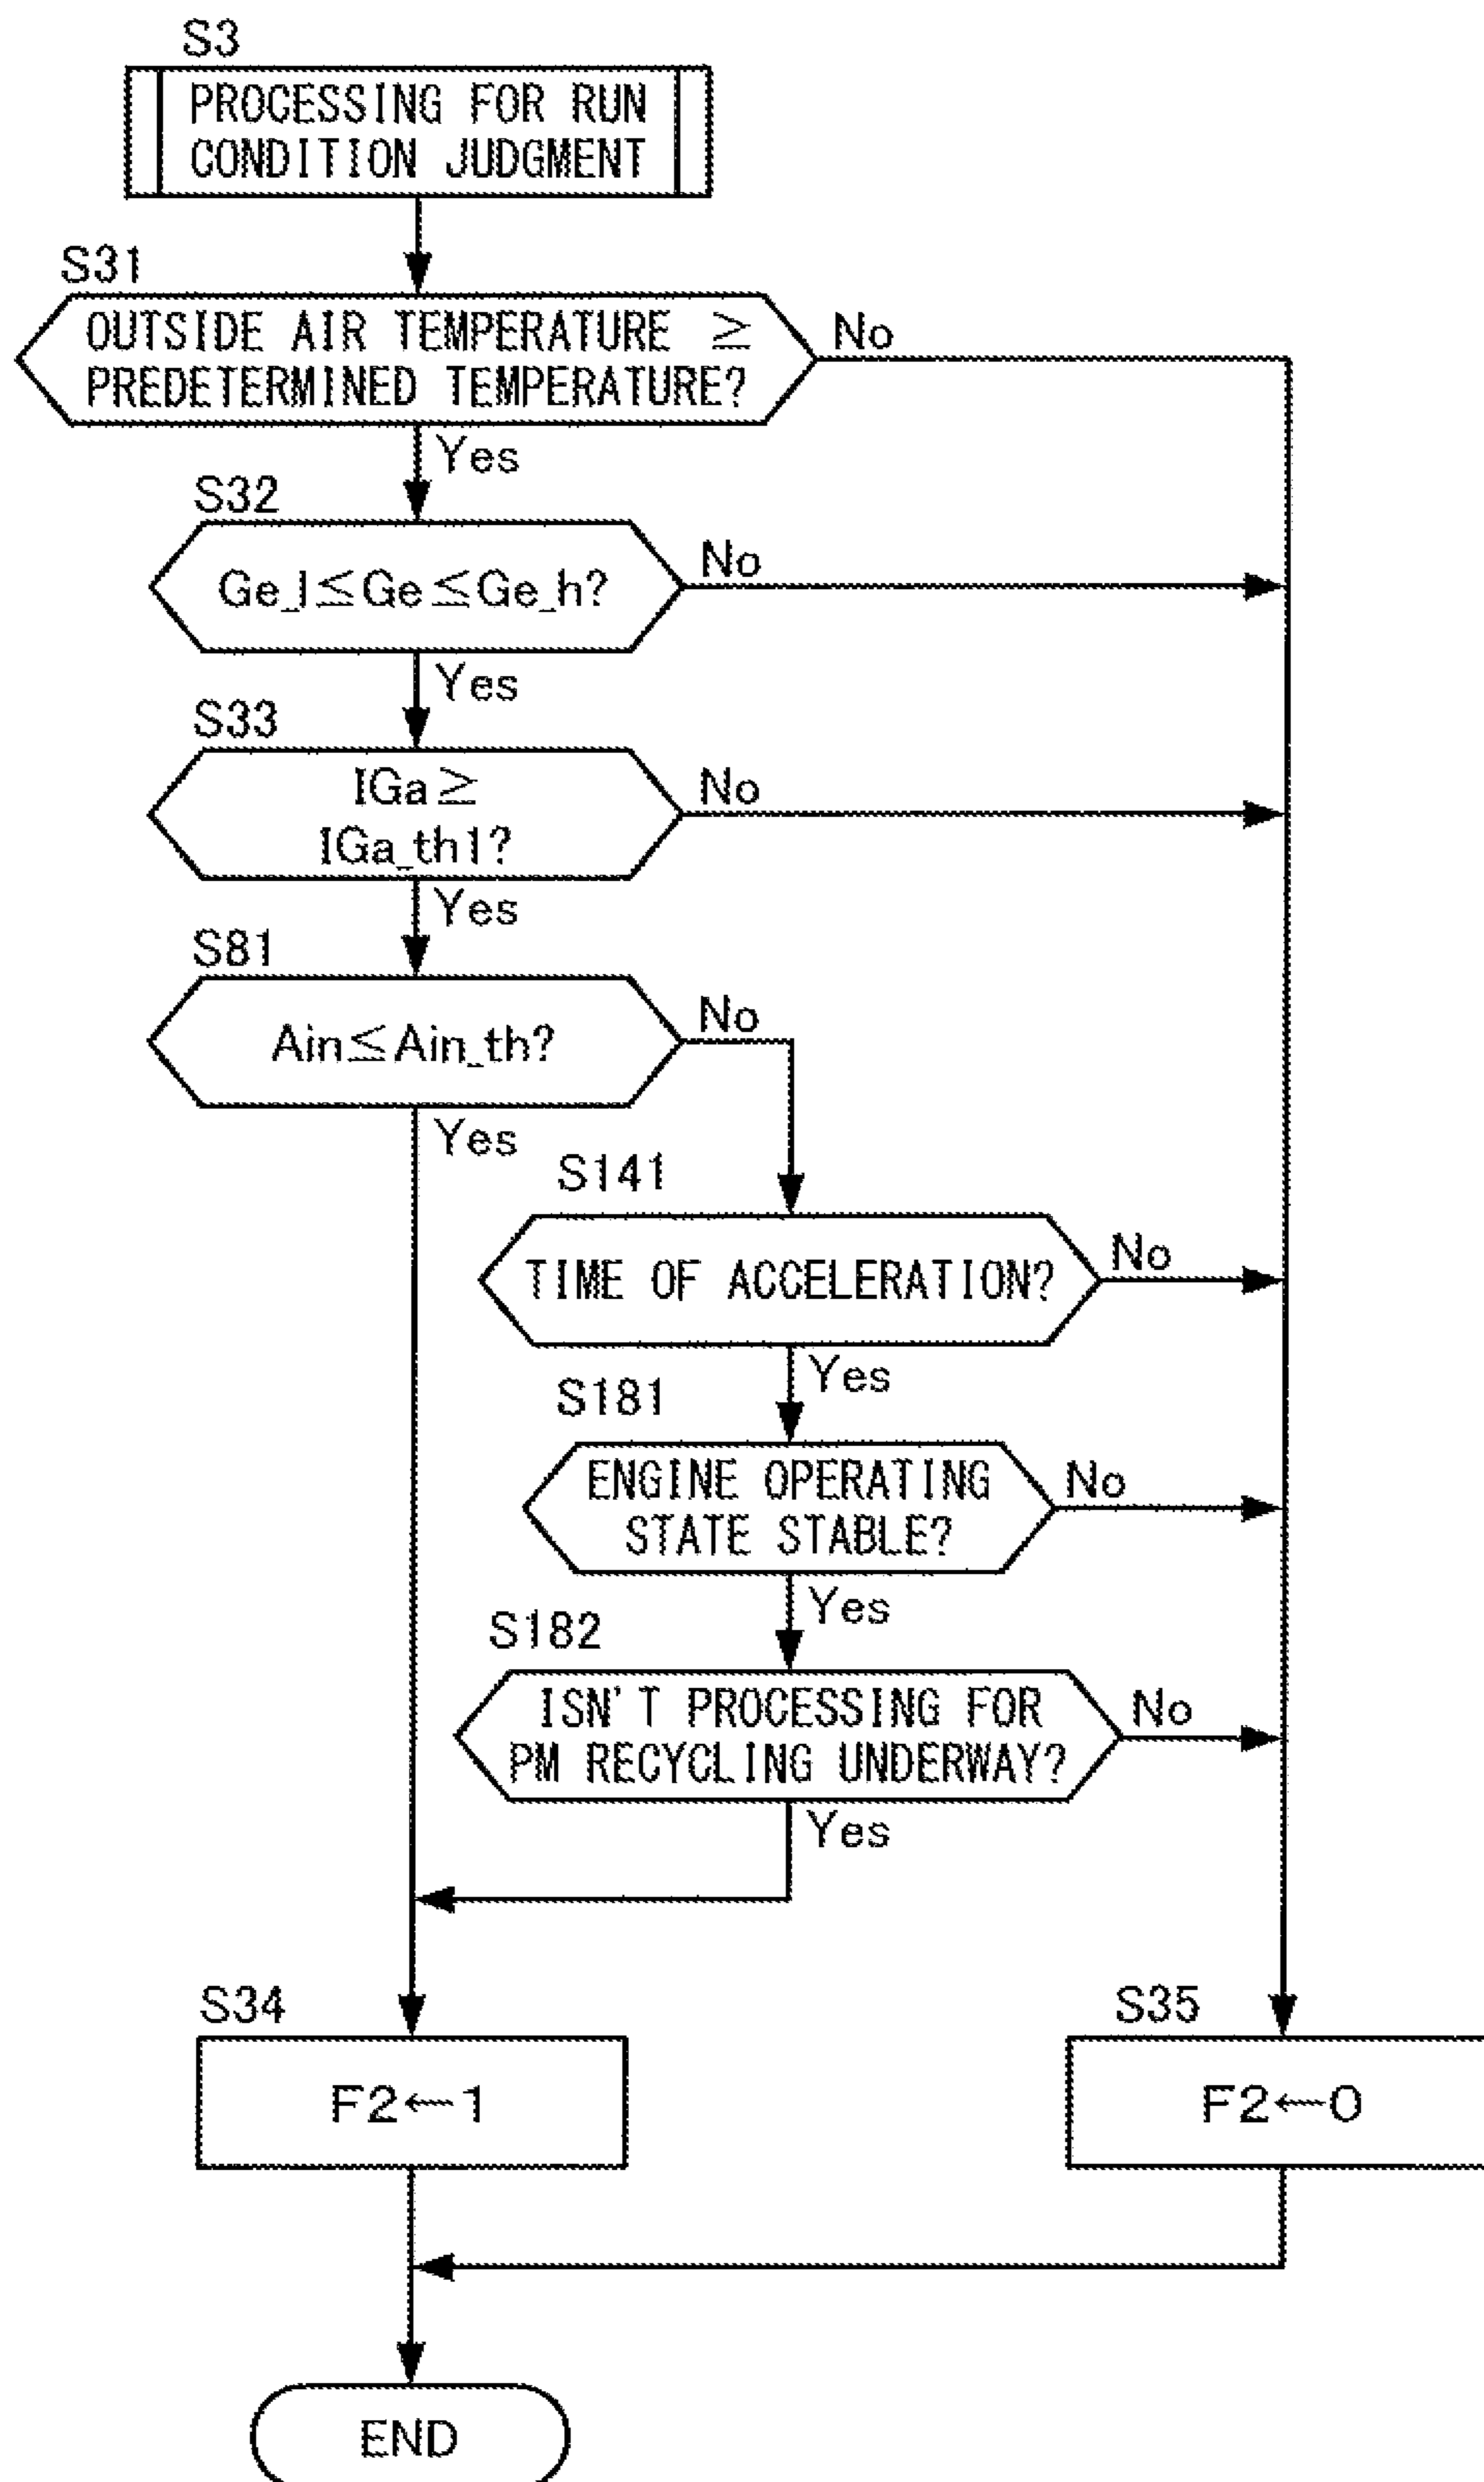 S3
PROCESSING FOR RUN
CONDITION JUDGMENT
S31
OUTSIDE AIR TEMPERATURE ≧
PREDETERMINED TEMPERATURE?
No
Yes
S32
Ge_l≦Ge≦Ge_h?
No
Yes
S33
IGa≧
IGa_th1?
No
Yes
S81
Ain≦Ain_th?
No
Yes
S141
TIME OF ACCELERATION?
No
Yes
S181
ENGINE OPERATING
STATE STABLE?
No
Yes
S182
ISN'T PROCESSING FOR
PM RECYCLING UNDERWAY?
No
Yes
S34
F2←1
S35
F2←0
END